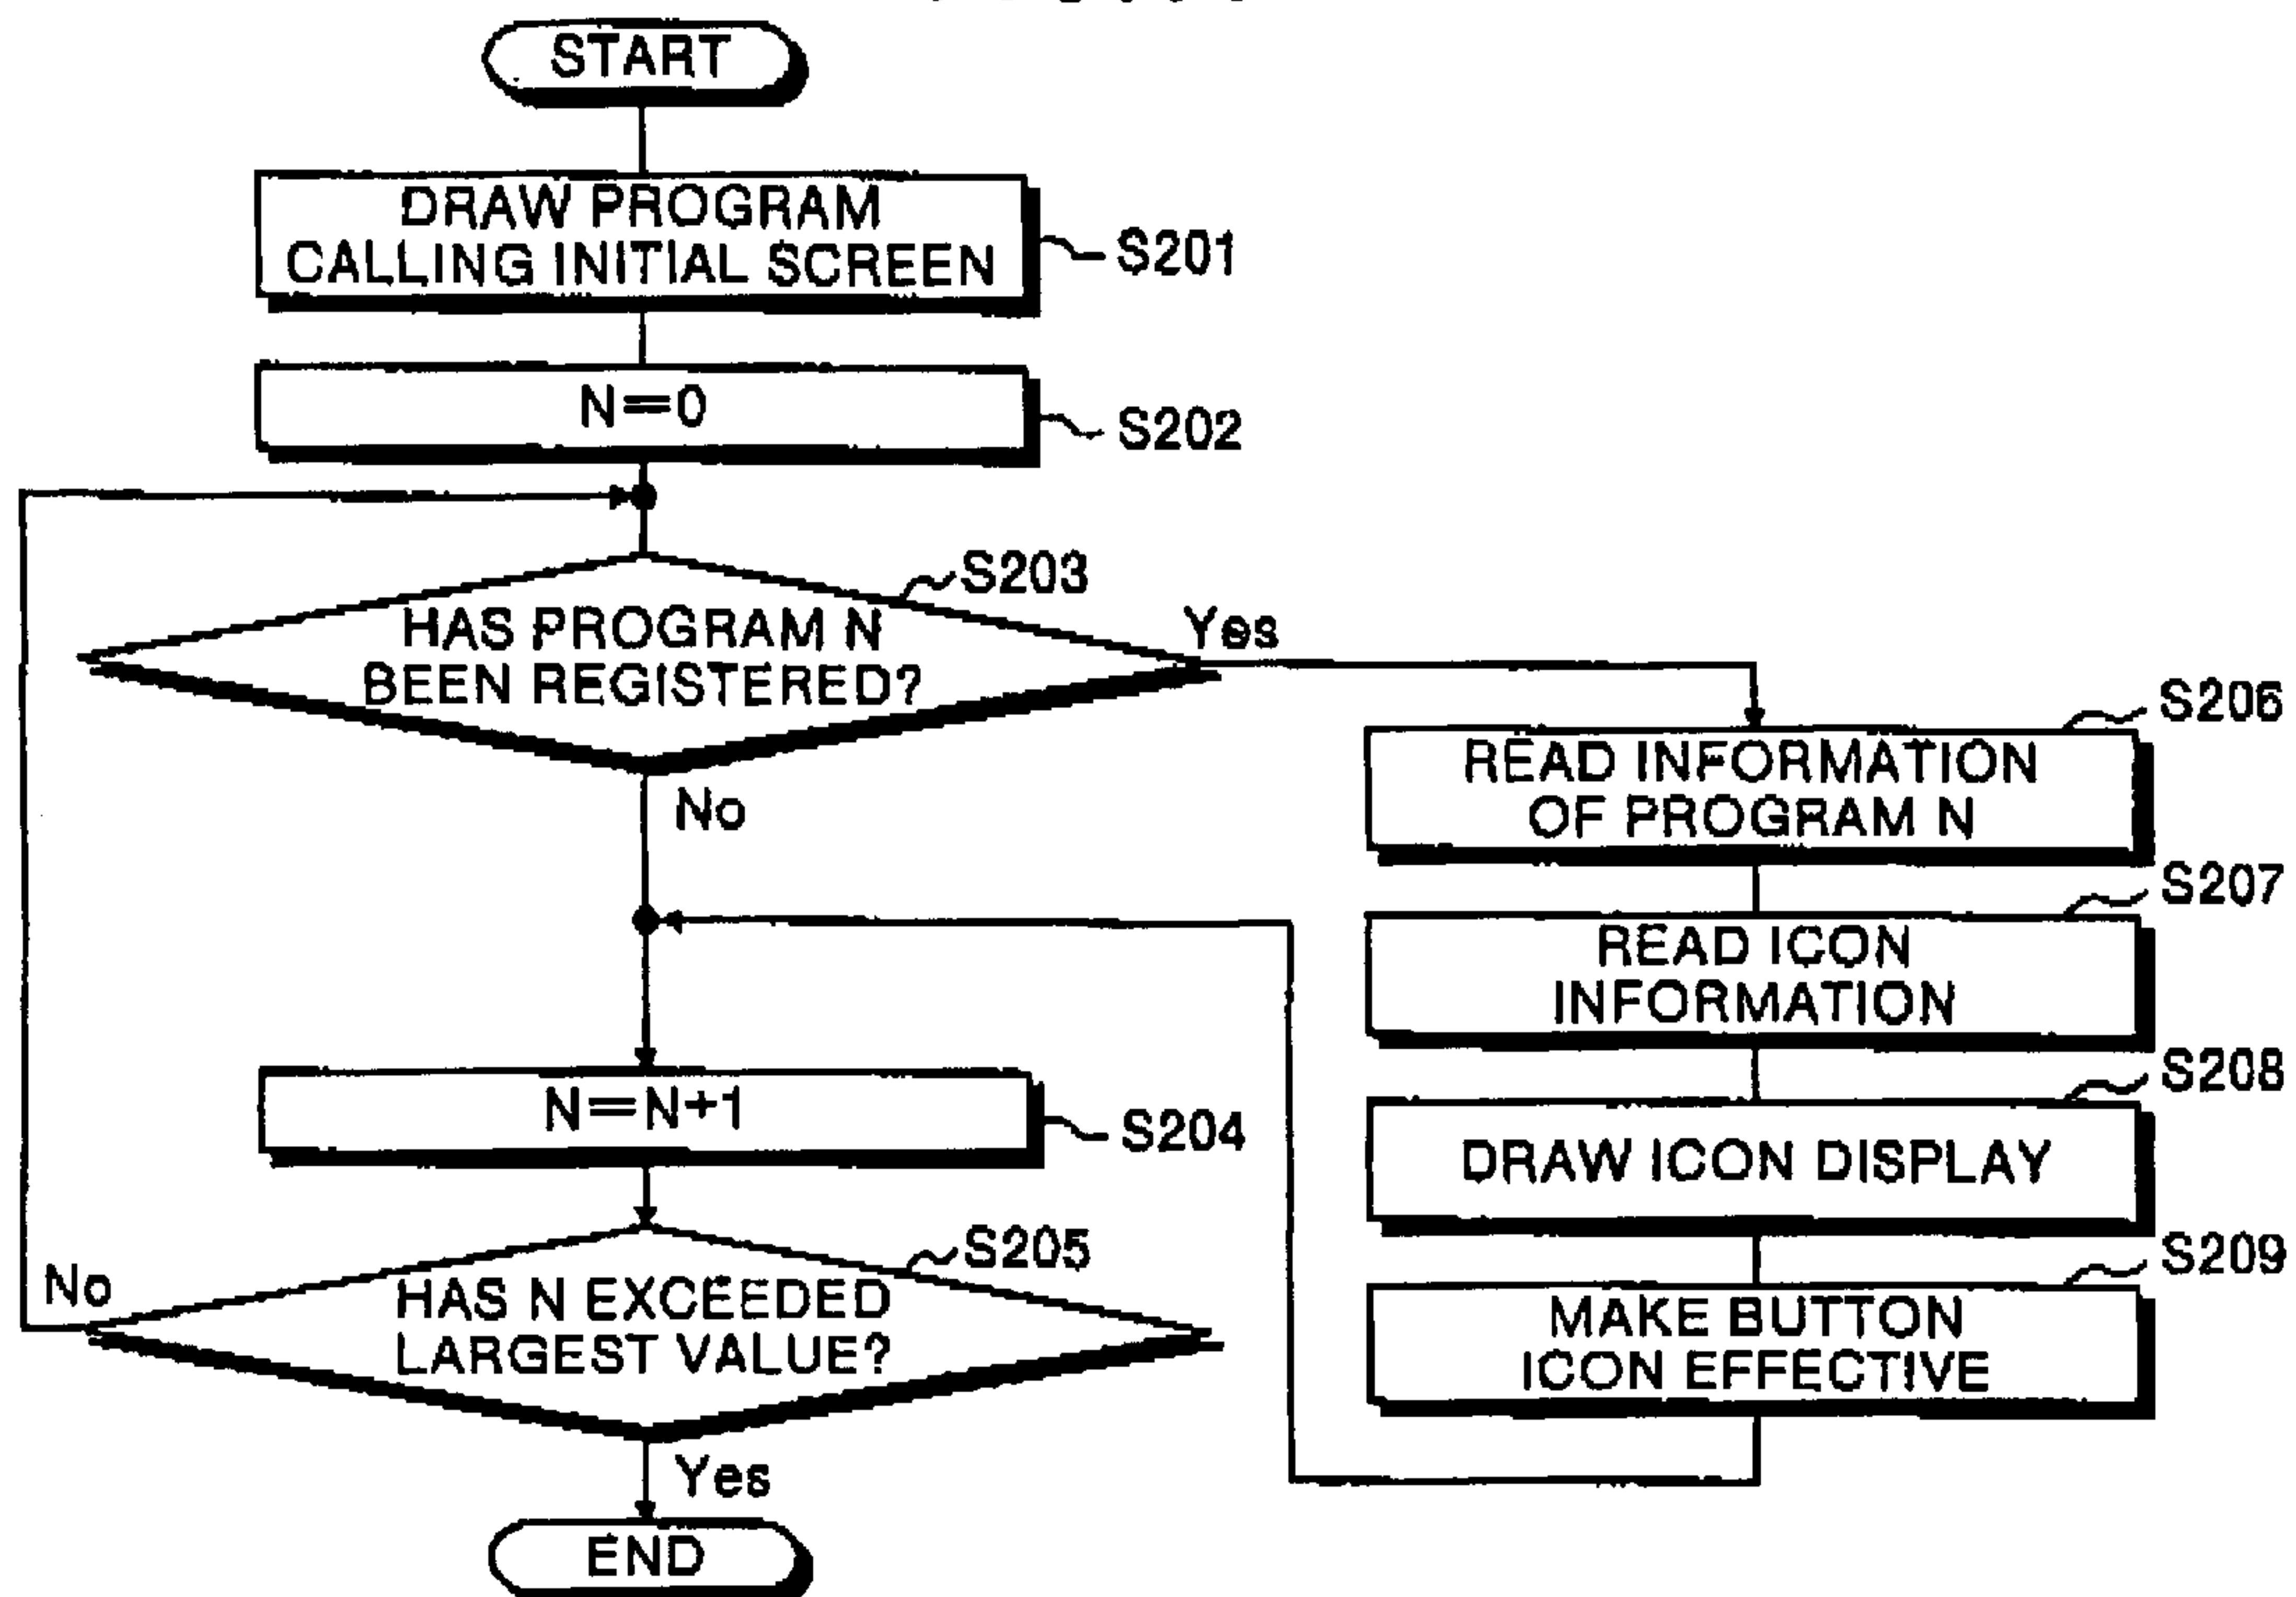 START
DRAW PROGRAM
CALLING INITIAL SCREEN
S201
N=0
S202
S203
HAS PROGRAM N
BEEN REGISTERED?
Yes
No
S206
READ INFORMATION
OF PROGRAM N
S207
READ ICON
INFORMATION
S208
DRAW ICON DISPLAY
S209
MAKE BUTTON
ICON EFFECTIVE
N=N+1
S204
S205
HAS N EXCEEDED
LARGEST VALUE?
No
Yes
END